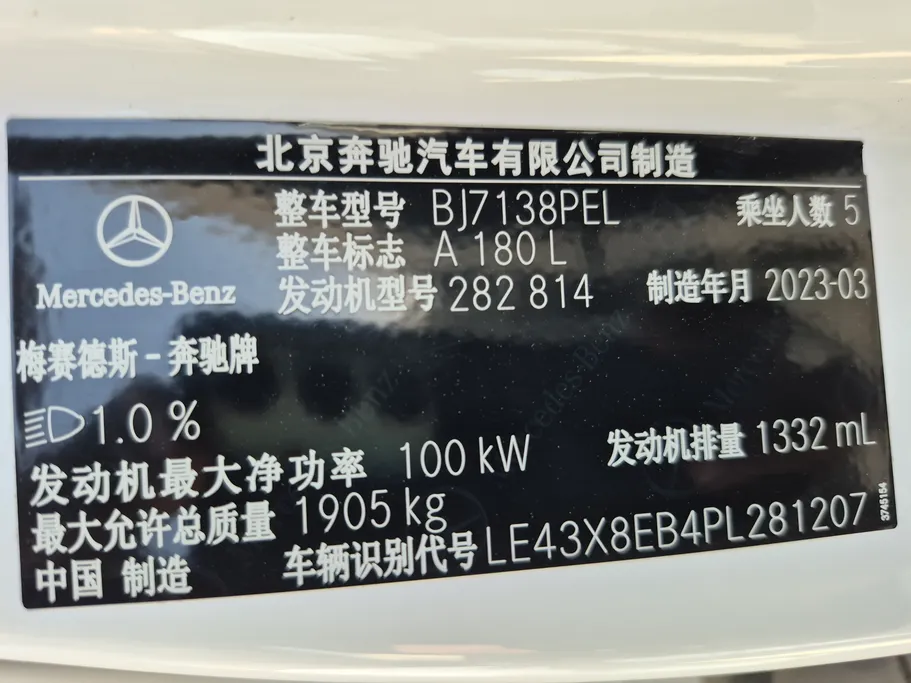 北京奔驰汽车有限公司制造
整车型号 BJ7138PEL 乘坐人数 5
整车标志 A 180 L
Mercedes-Benz
发动机型号 282 814 制造年月 2023-03
梅赛德斯-奔驰牌
1.0 %
发动机最大净功率 100 kW 发动机排量 1332 mL
最大允许总质量 1905 kg
中国 制造 车辆识别代号 LE43X8EB4PL281207
3745154